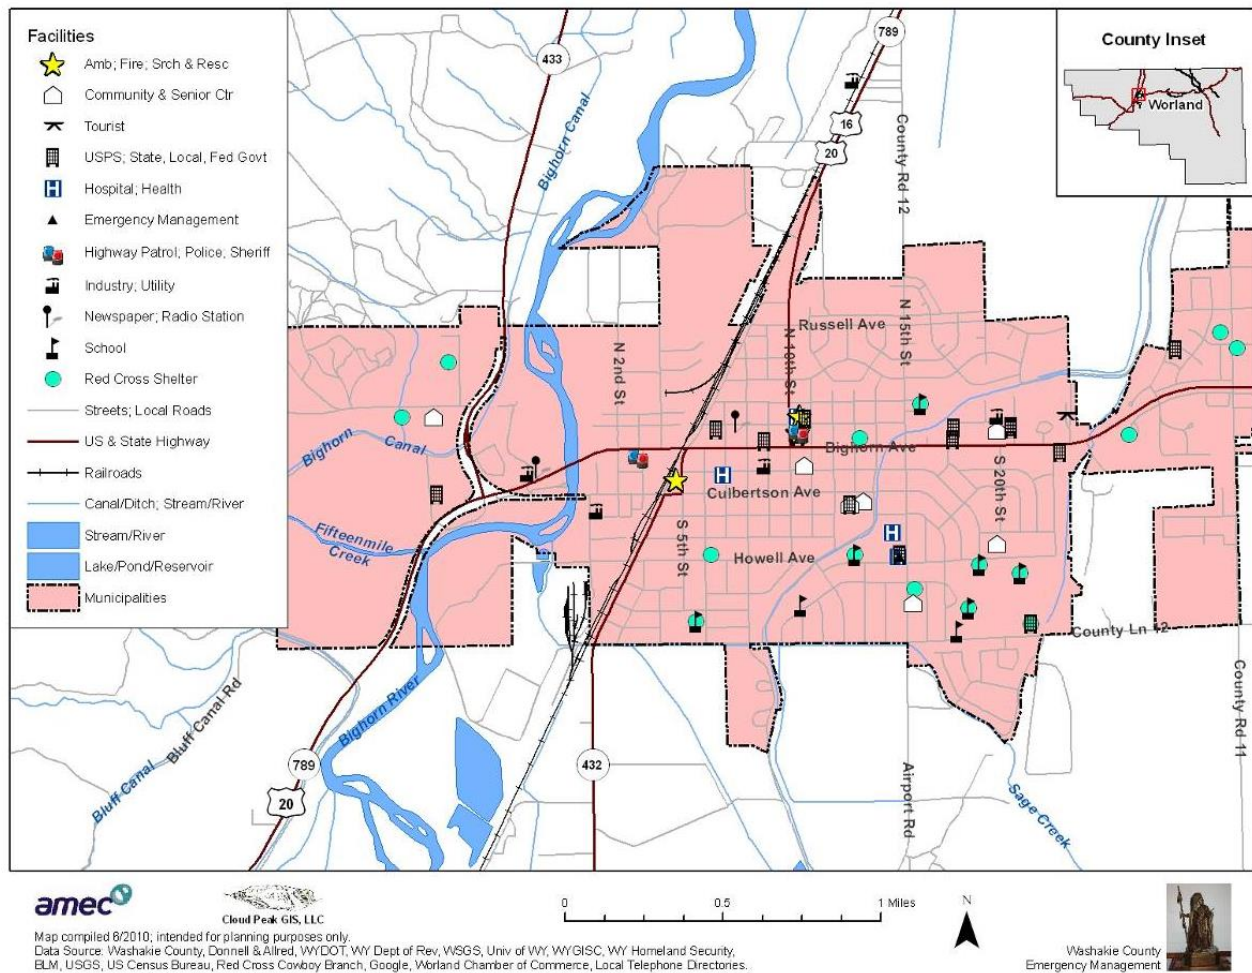 Facilities
Amb; Fire; Srch & Resc
Community & Senior Ctr
Tourist
USPS; State, Local, Fed Govt
Hospital; Health
Emergency Management
Highway Patrol; Police; Sheriff
Industry; Utility
Newspaper; Radio Station
School
Red Cross Shelter
Streets; Local Roads
US & State Highway
Railroads
Canal/Ditch; Stream/River
Stream/River
Lake/Pond/Reservoir
Municipalities
433
789
16
20
Bighorn Canal
County Rd 12
County Inset
Worland
Russell Ave
N 2nd St
N 10th St
N 15th St
Bighorn Canal
Bighorn Ave
Culbertson Ave
S 20th St
Fifteenmile
Creek
S 5th St
Howell Ave
County Ln 12
Bluff Canal Rd
Bluff Canal
Bighorn River
789
20
432
Airport Rd
Sage Creek
County Rd 11
amec
Cloud Peak GIS, LLC
0 0.5 1 Miles
N
Map compiled 6/2010; intended for planning purposes only.
Data Source: Washakie County, Donnell & Allred, WYDOT, WY Dept of Rev, WSGS, Univ of WY, WYGISC, WY Homeland Security,
BLM, USGS, US Census Bureau, Red Cross Cowboy Branch, Google, Worland Chamber of Commerce, Local Telephone Directories.
Washakie County
Emergency Management